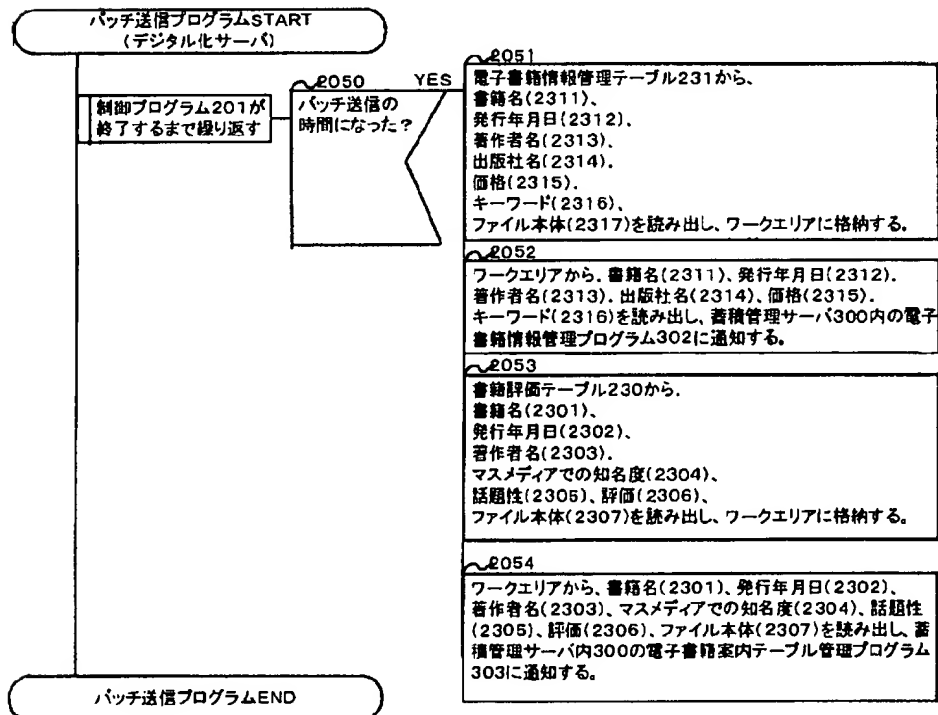 バッチ送信プログラムSTART
(デジタル化サーバ)
制御プログラム201が
終了するまで繰り返す
2050
YES
バッチ送信の
時間になった?
2051
電子書籍情報管理テーブル231から、
書籍名(2311)、
発行年月日(2312)、
著作者名(2313)、
出版社名(2314)、
価格(2315)、
キーワード(2316)、
ファイル本体(2317)を読み出し、ワークエリアに格納する。
2052
ワークエリアから、書籍名(2311)、発行年月日(2312)、
著作者名(2313)、出版社名(2314)、価格(2315)、
キーワード(2316)を読み出し、蓄積管理サーバ300内の電子
書籍情報管理プログラム302に通知する。
2053
書籍評価テーブル230から、
書籍名(2301)、
発行年月日(2302)、
著作者名(2303)、
マスメディアでの知名度(2304)、
話題性(2305)、評価(2306)、
ファイル本体(2307)を読み出し、ワークエリアに格納する。
2054
ワークエリアから、書籍名(2301)、発行年月日(2302)、
著作者名(2303)、マスメディアでの知名度(2304)、話題性
(2305)、評価(2306)、ファイル本体(2307)を読み出し、蓄
積管理サーバ内300の電子書籍案内テーブル管理プログラム
303に通知する。
バッチ送信プログラムEND